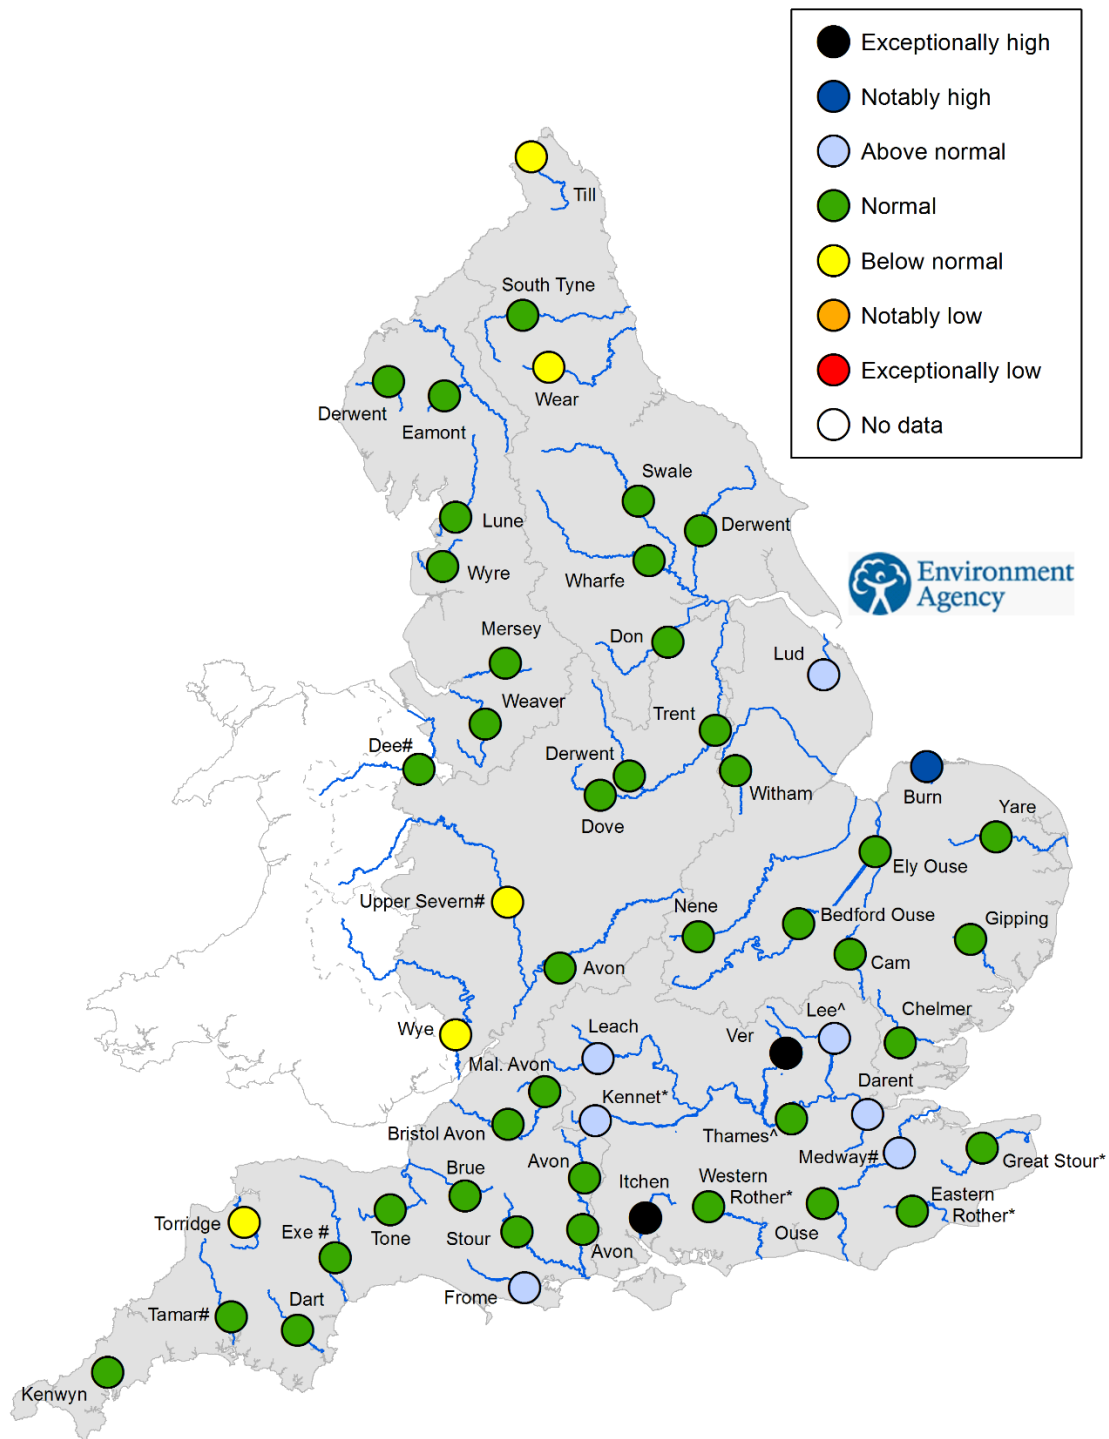 Exceptionally high
Notably high
Above normal
Normal
Below normal
Notably low
Exceptionally low
No data
Till
South Tyne
Wear
Derwent
Eamont
Swale
Derwent
Lune
Wharfe
Wyre
Environment
Agency
Mersey
Don
Lud
Weaver
Trent
Dee#
Derwent
Witham
Dove
Burn
Yare
Ely Ouse
Upper Severn#
Nene
Bedford Ouse
Gipping
Avon
Cam
Chelmer
Wye
Leach
Ver
Lee^
Mal. Avon
Kennet*
Darent
Bristol Avon
Thames^
Medway#
Great Stour*
Brue
Avon
Itchen
Western
Rother*
Eastern
Rother*
Torridge
Exe #
Tone
Stour
Avon
Ouse
Frome
Tamar#
Dart
Kenwyn